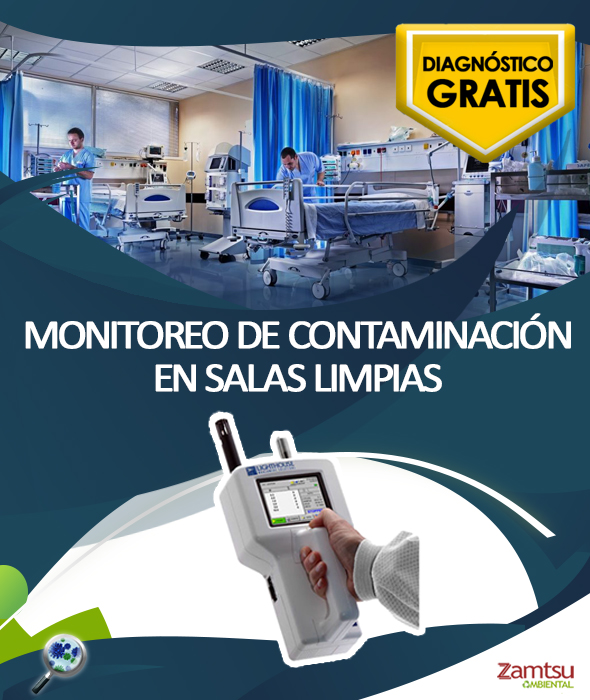 DIAGNÓSTICO
GRATIS
MONITOREO DE CONTAMINACIÓN
EN SALAS LIMPIAS
LIGHTHOUSE
Zamtsu
AMBIENTAL